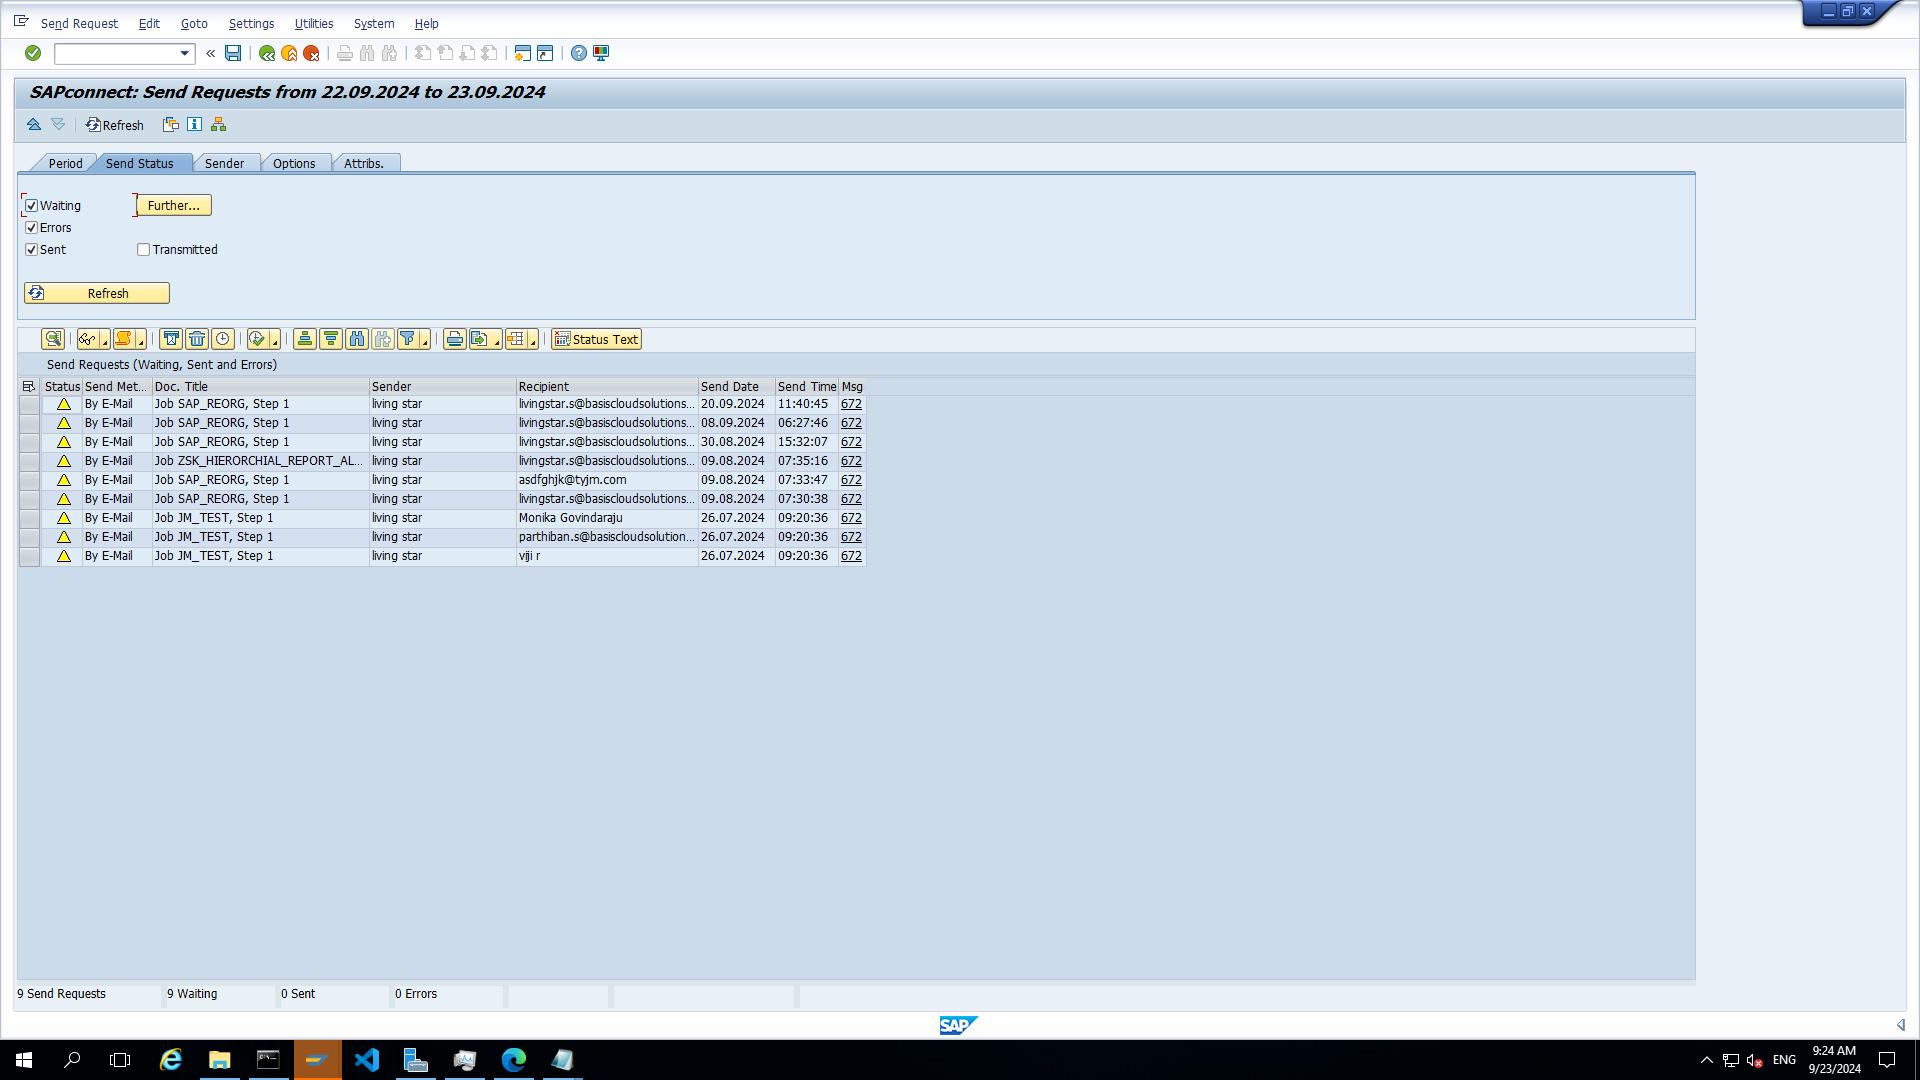 Send Request Edit Goto Settings Utilities System Help
SAPconnect: Send Requests from 22.09.2024 to 23.09.2024
Refresh
Period Send Status Sender Options Attribs.
Waiting Further...
Errors
Sent Transmitted
Refresh
Status Text
Send Requests (Waiting, Sent and Errors)
Status Send Met... Doc. Title Sender Recipient Send Date Send Time Msg
By E-Mail Job SAP_REORG, Step 1 living star livingstar.s@basiscloudsolutions... 20.09.2024 11:40:45 672
By E-Mail Job SAP_REORG, Step 1 living star livingstar.s@basiscloudsolutions... 08.09.2024 06:27:46 672
By E-Mail Job SAP_REORG, Step 1 living star livingstar.s@basiscloudsolutions... 30.08.2024 15:32:07 672
By E-Mail Job ZSK_HIERORCHIAL_REPORT_AL... living star livingstar.s@basiscloudsolutions... 09.08.2024 07:35:16 672
By E-Mail Job SAP_REORG, Step 1 living star asdfghjk@tyjm.com 09.08.2024 07:33:47 672
By E-Mail Job SAP_REORG, Step 1 living star livingstar.s@basiscloudsolutions... 09.08.2024 07:30:38 672
By E-Mail Job JM_TEST, Step 1 living star Monika Govindaraju 26.07.2024 09:20:36 672
By E-Mail Job JM_TEST, Step 1 living star parthiban.s@basiscloudsolution... 26.07.2024 09:20:36 672
By E-Mail Job JM_TEST, Step 1 living star viji r 26.07.2024 09:20:36 672
9 Send Requests 9 Waiting 0 Sent 0 Errors
SAP
ENG 9:24 AM
9/23/2024